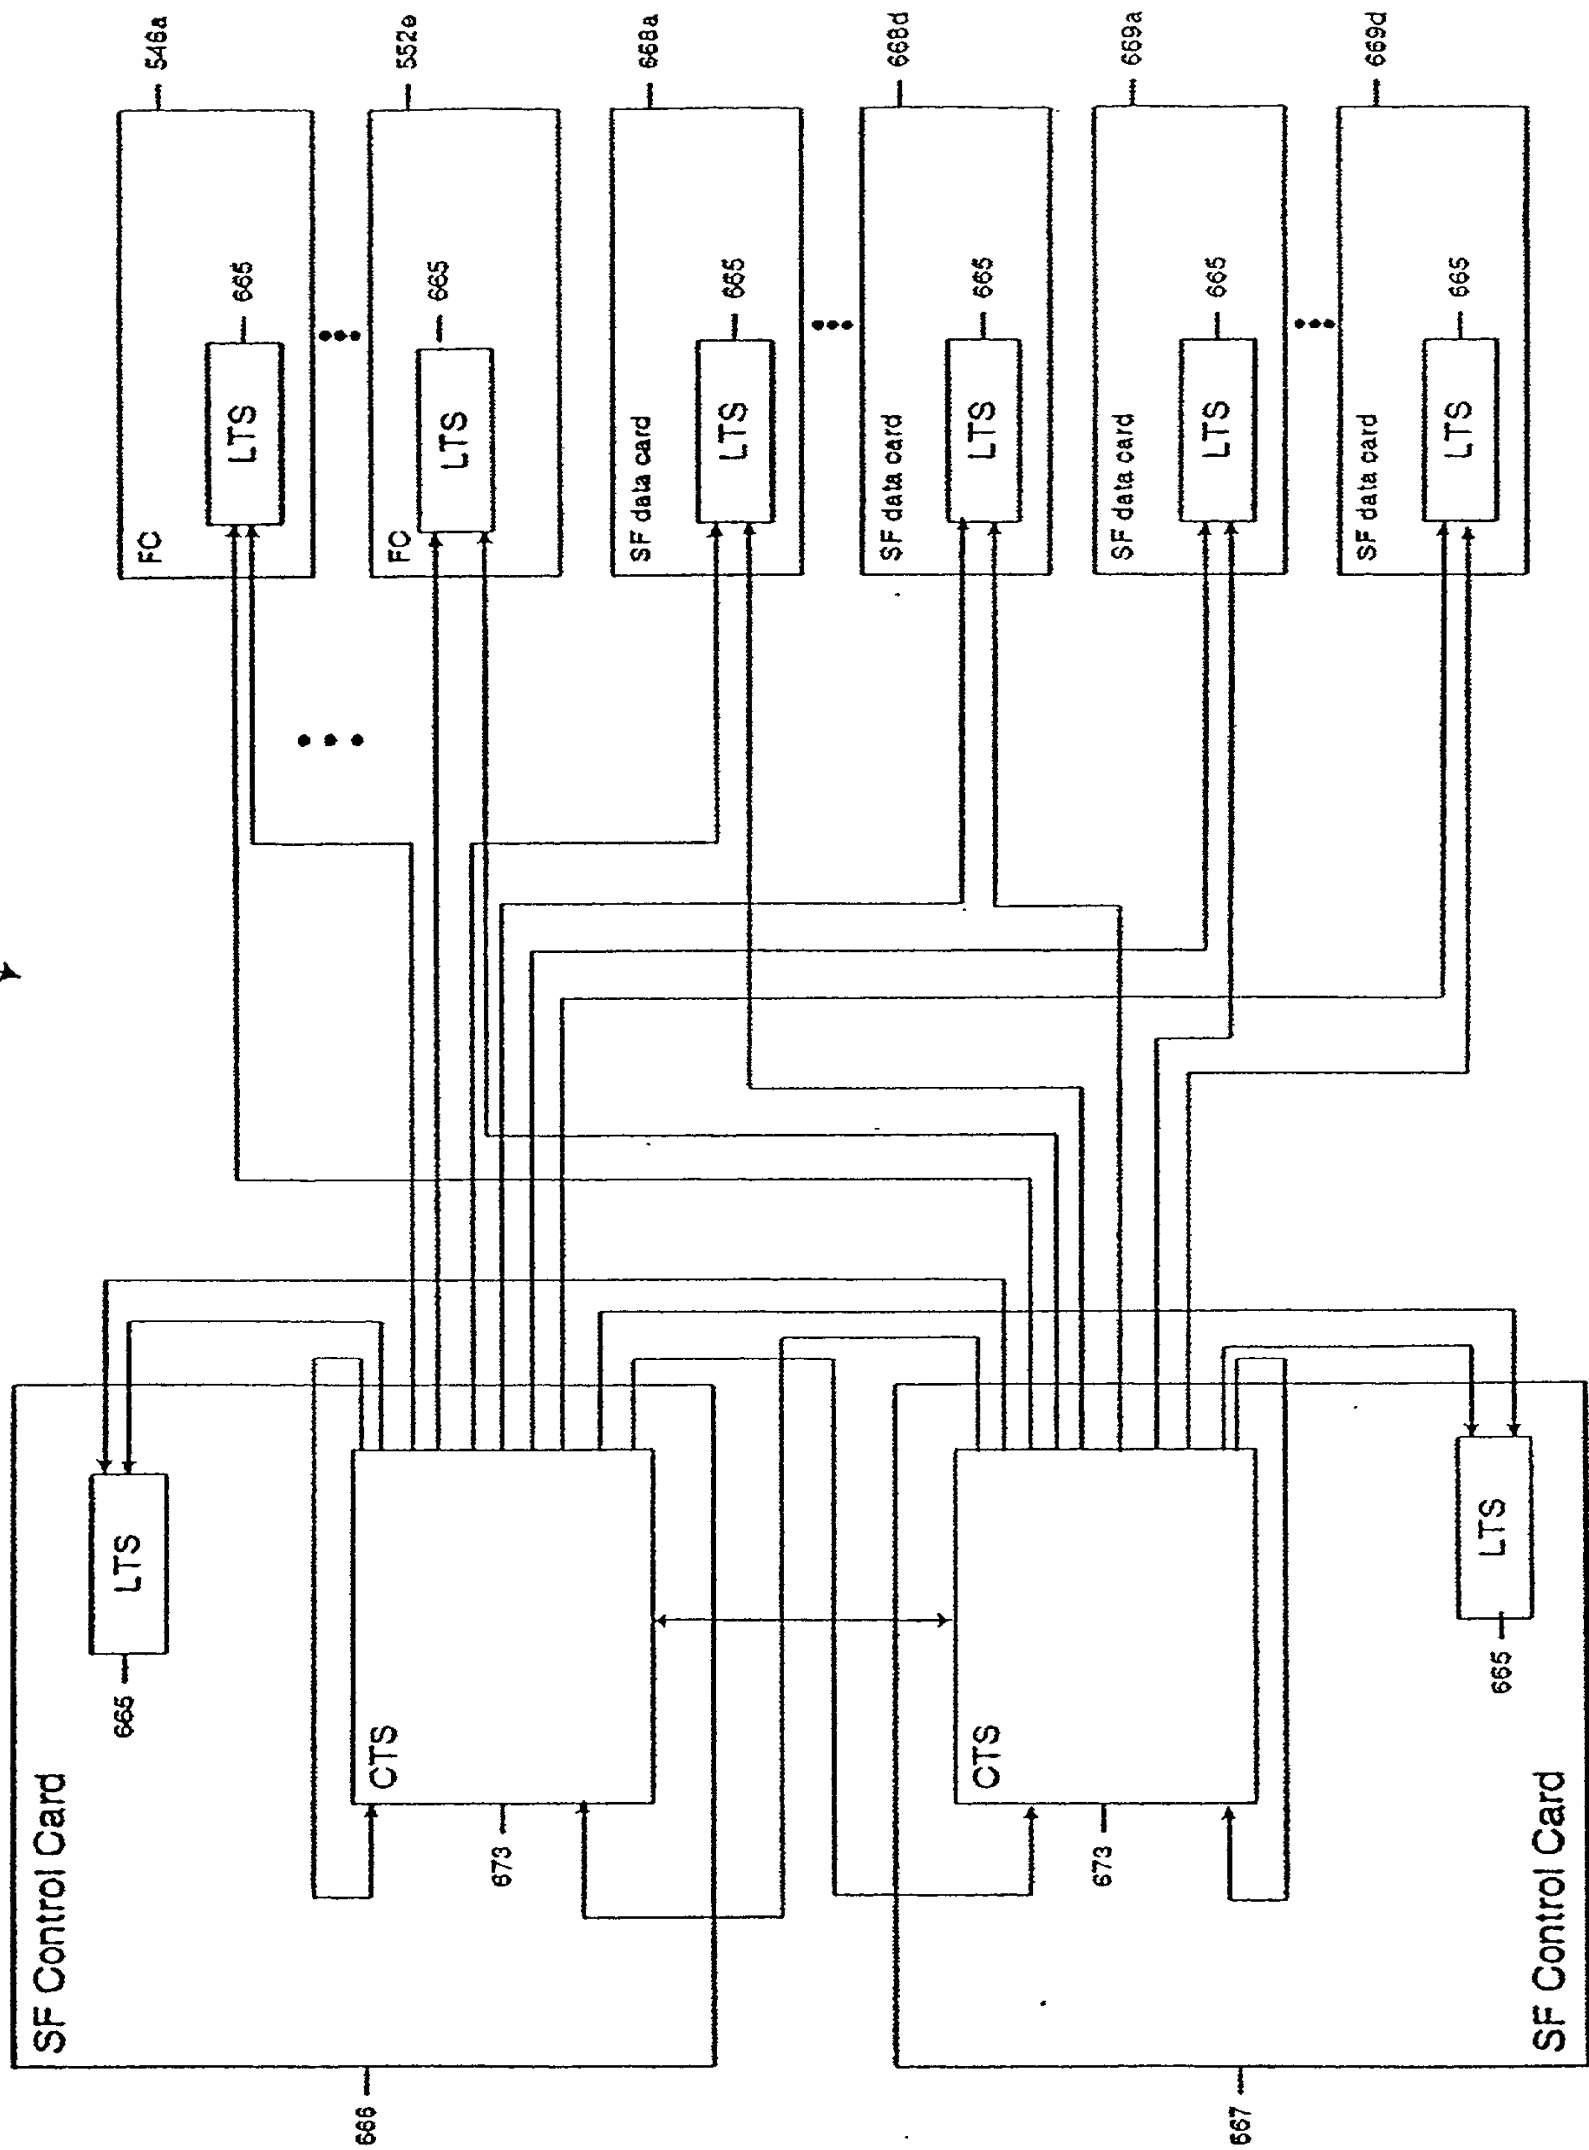 SF Control Card
666
LTS
665
CTS
673
SF Control Card
667
CTS
673
LTS
665
FC
546a
LTS
665
FC
552e
LTS
665
SF data card
668a
LTS
665
SF data card
668d
LTS
665
SF data card
669a
LTS
665
SF data card
669d
LTS
665